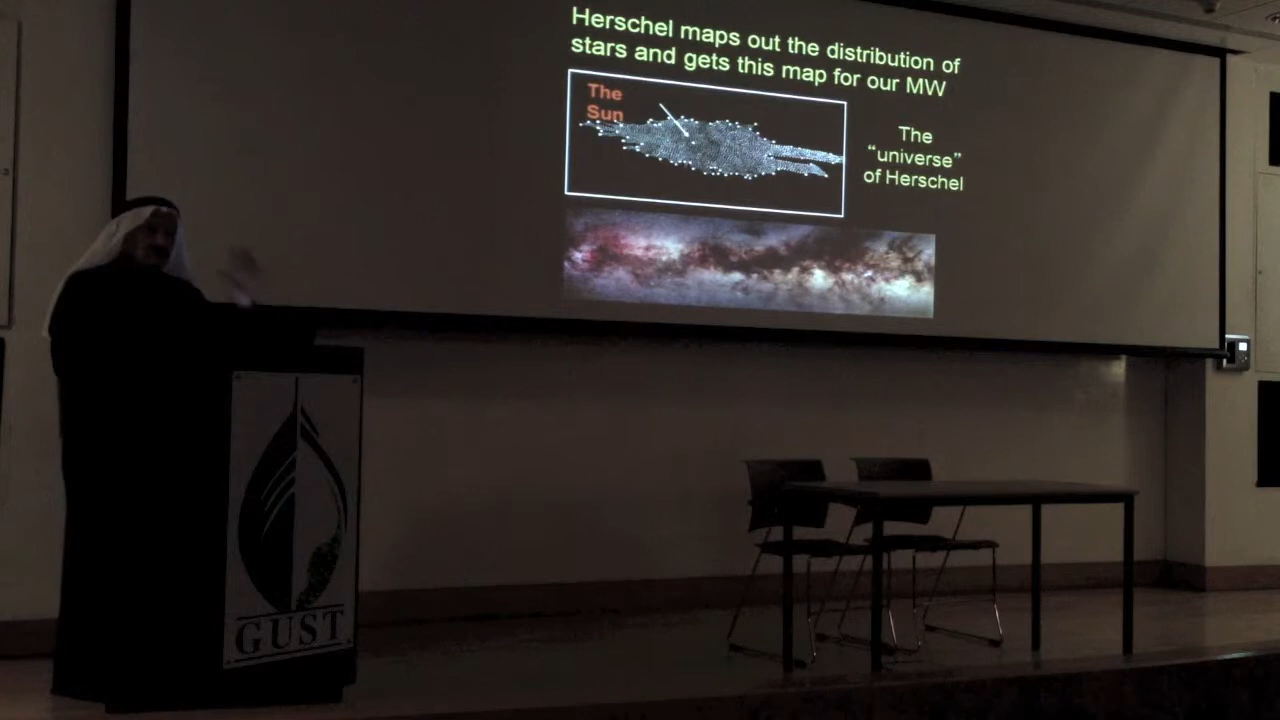 Herschel maps out the distribution of
stars and gets this map for our MW
The
Sun
The
“universe”
of Herschel
GUST